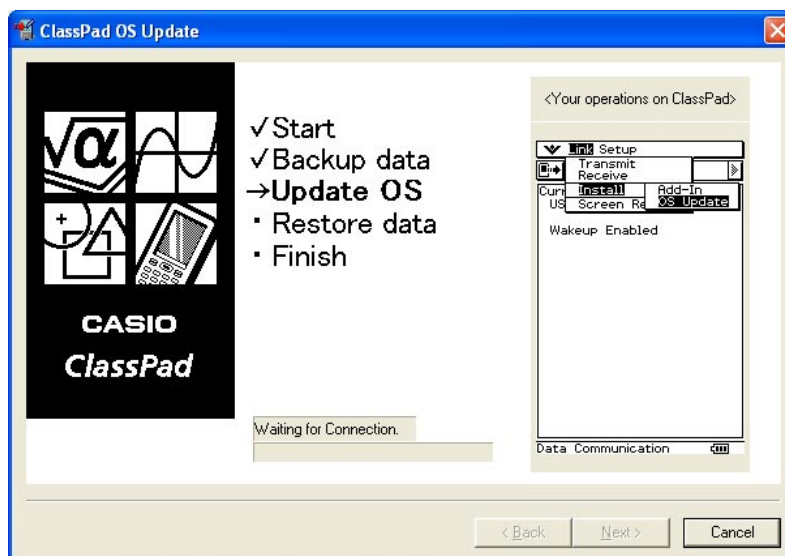 ClassPad OS Update
√α
<Your operations on ClassPad>
√Start
√Backup data
→Update OS
· Restore data
· Finish
Link Setup
Transmit
Receive
Install
Add-In
OS Update
Screen Re
Curr
US
Wakeup Enabled
Data Communication
CASIO
ClassPad
Waiting for Connection.
< Back
Next >
Cancel